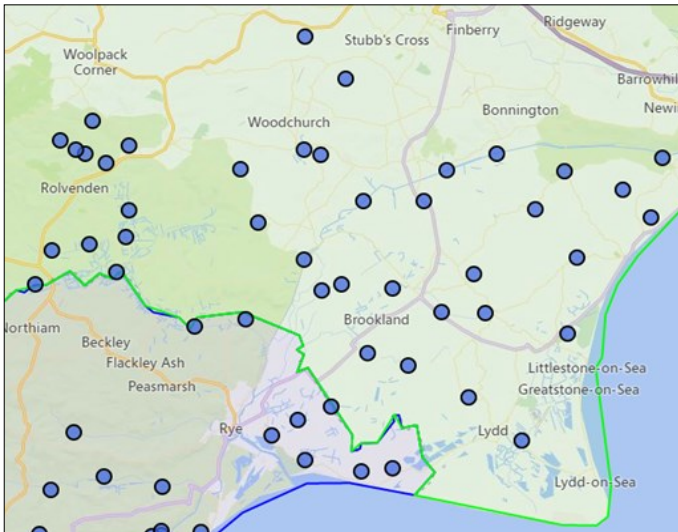 Ridgeway
Finberry
Stubb's Cross
Woolpack
Corner
Barrowhil
Bonnington
Newin
Woodchurch
Rolvenden
Northiam
Brookland
Beckley
Flackley Ash
Peasmarsh
Littlestone-on-Sea
Greatstone-on-Sea
Rye
Lydd
Lydd-on-Sea